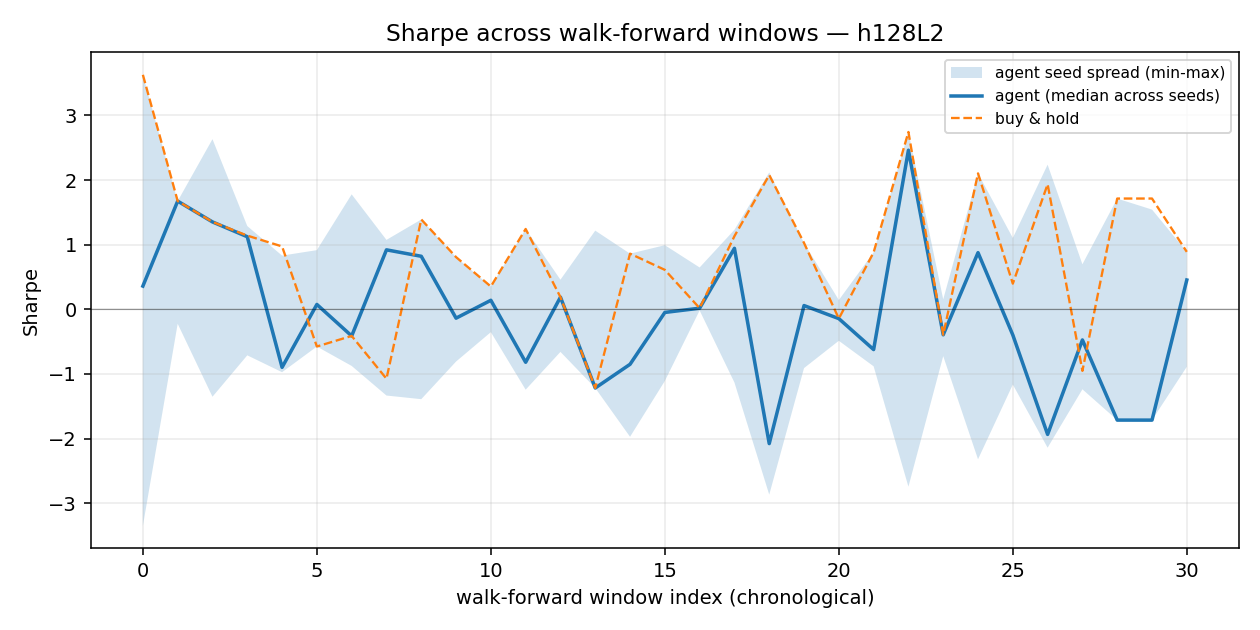 Sharpe across walk-forward windows — h128L2
agent seed spread (min-max)
agent (median across seeds)
buy & hold
Sharpe
3
2
1
0
−1
−2
−3
0
5
10
15
20
25
30
walk-forward window index (chronological)